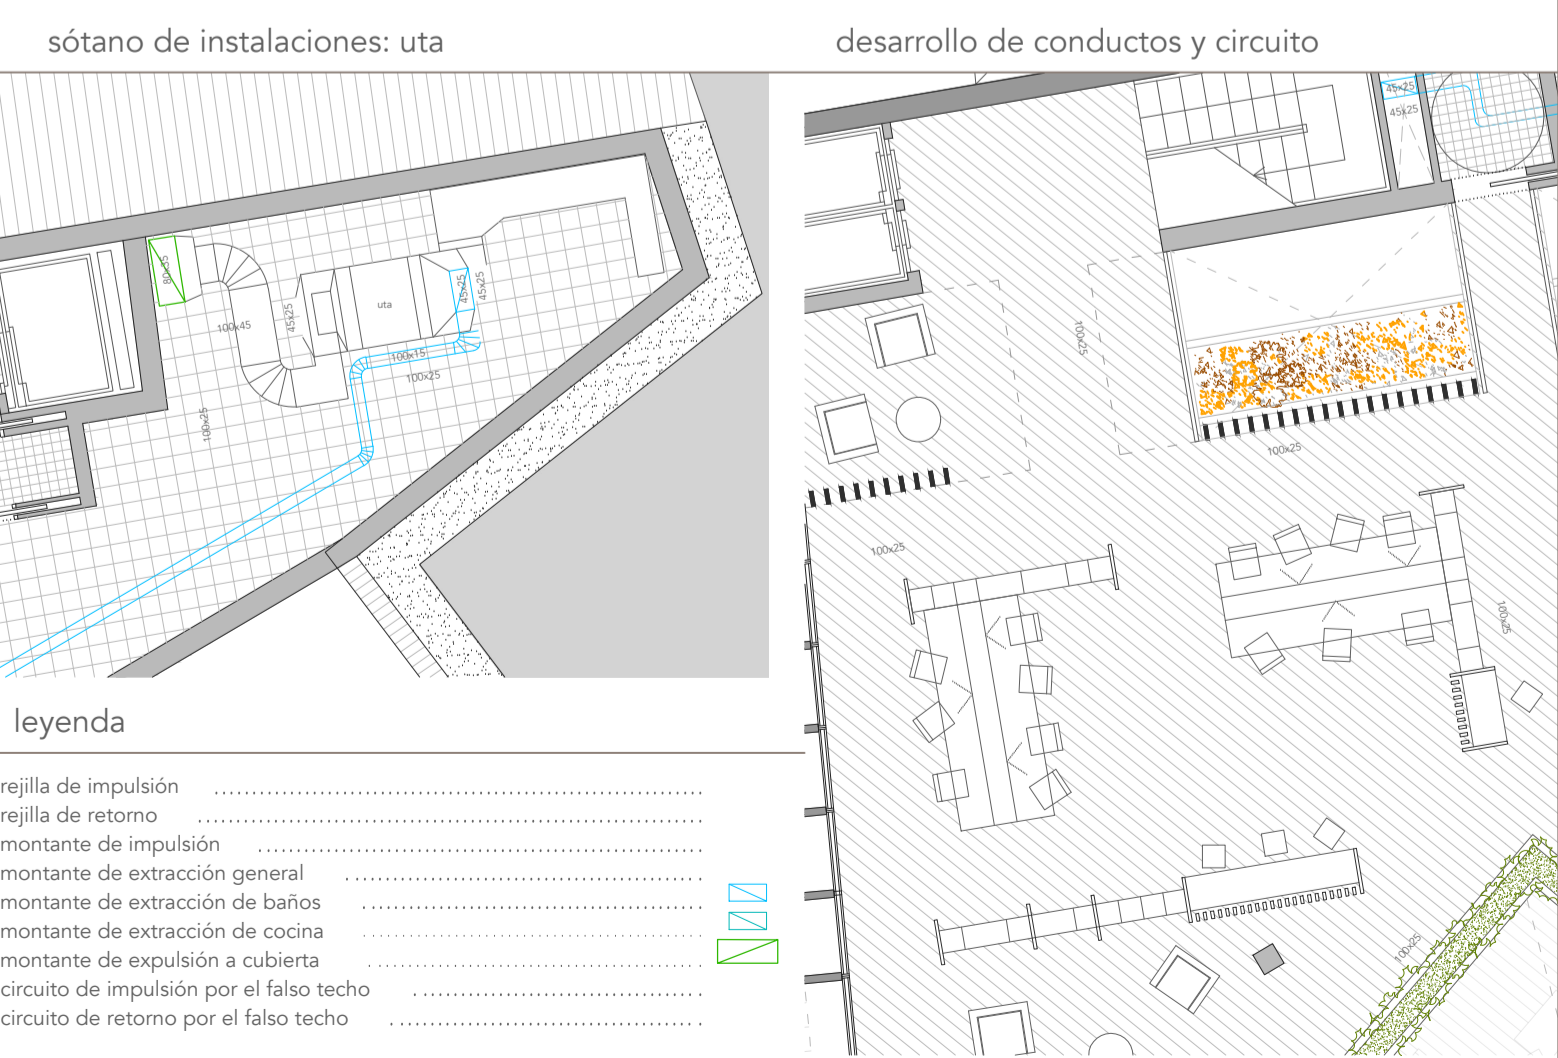 sótano de instalaciones: uta
desarrollo de conductos y circuito
80x35
100x45
45x25
uta
45x25
45x25
100x15
100x25
100x25
45x25
45x25
100x25
100x25
100x25
100x25
100x25
leyenda
rejilla de impulsión
rejilla de retorno
montante de impulsión
montante de extracción general
montante de extracción de baños
montante de extracción de cocina
montante de expulsión a cubierta
circuito de impulsión por el falso techo
circuito de retorno por el falso techo